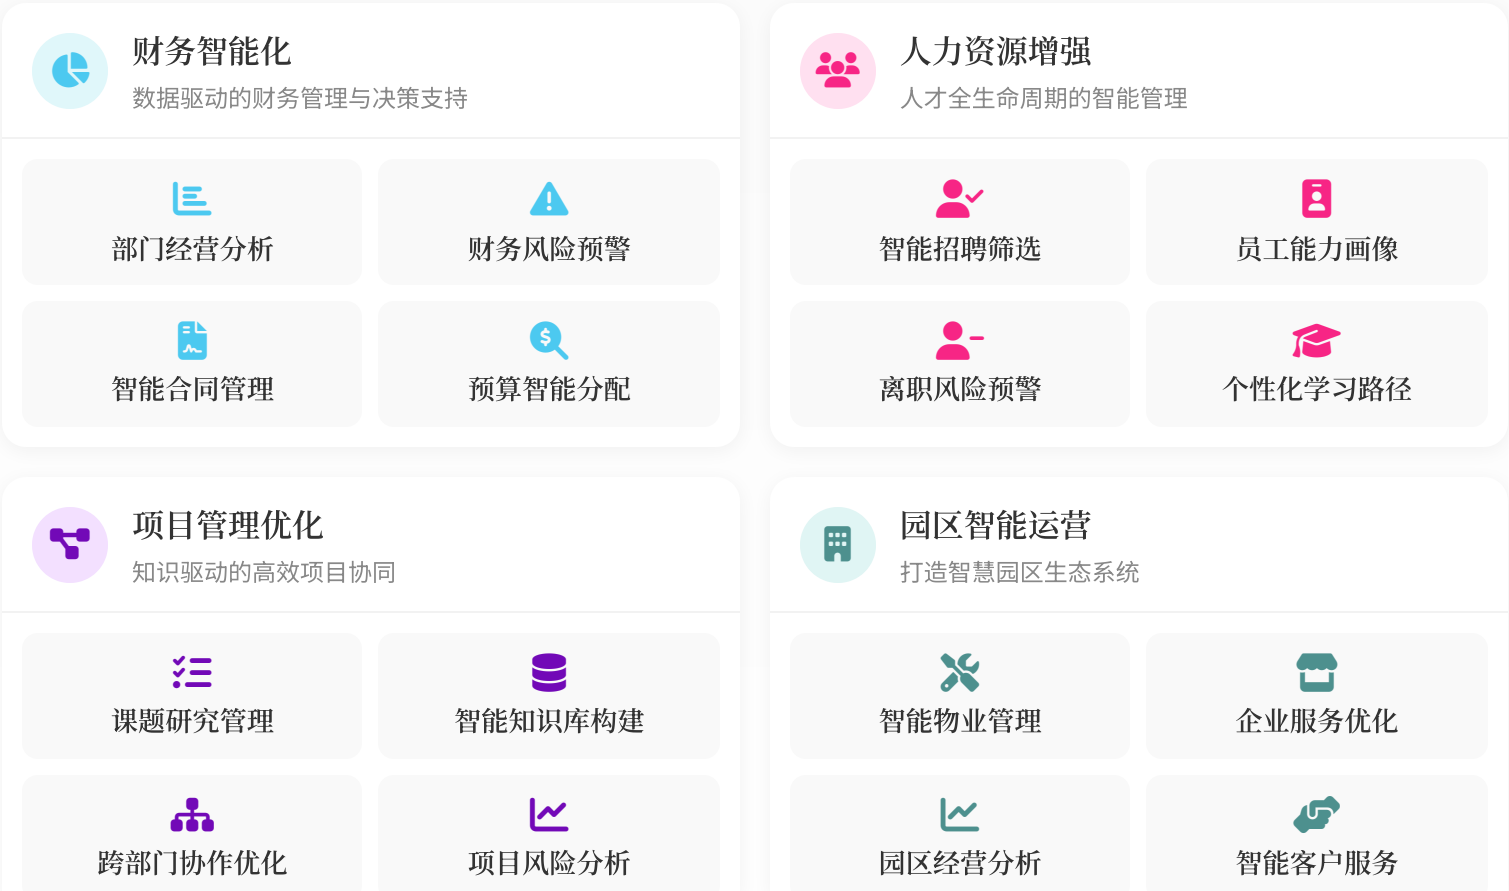 财务智能化
数据驱动的财务管理与决策支持
部门经营分析
财务风险预警
智能合同管理
预算智能分配
人力资源增强
人才全生命周期的智能管理
智能招聘筛选
员工能力画像
离职风险预警
个性化学习路径
项目管理优化
知识驱动的高效项目协同
课题研究管理
智能知识库构建
跨部门协作优化
项目风险分析
园区智能运营
打造智慧园区生态系统
智能物业管理
企业服务优化
园区经营分析
智能客户服务